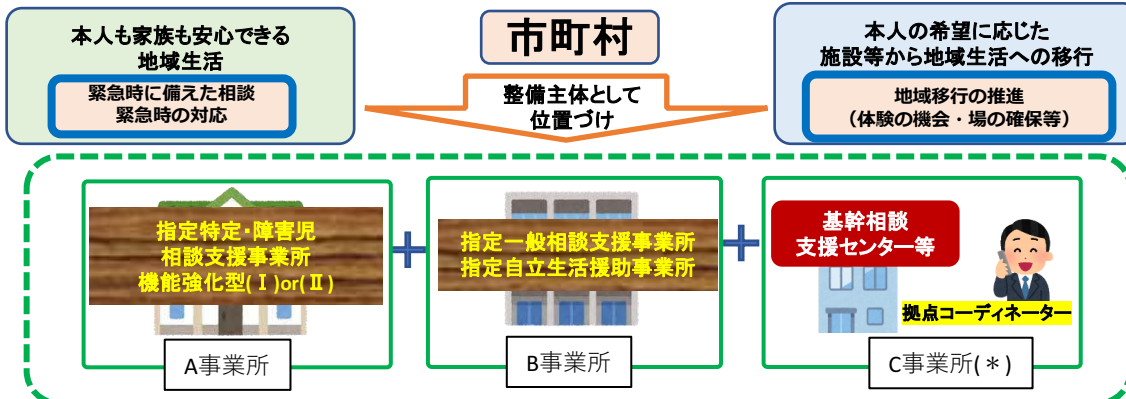 本人も家族も安心できる
地域生活
緊急時に備えた相談
緊急時の対応
市町村
整備主体として
位置づけ
本人の希望に応じた
施設等から地域生活への移行
地域移行の推進
(体験の機会・場の確保等)
指定特定・障害児
相談支援事業所
機能強化型(Ⅰ)or(Ⅱ)
A事業所
+
指定一般相談支援事業所
指定自立生活援助事業所
B事業所
+
基幹相談
支援センター等
拠点コーディネーター
C事業所(*)